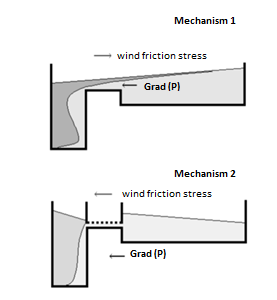 Mechanism 1
wind friction stress
Grad (P)
Mechanism 2
wind friction stress
Grad (P)